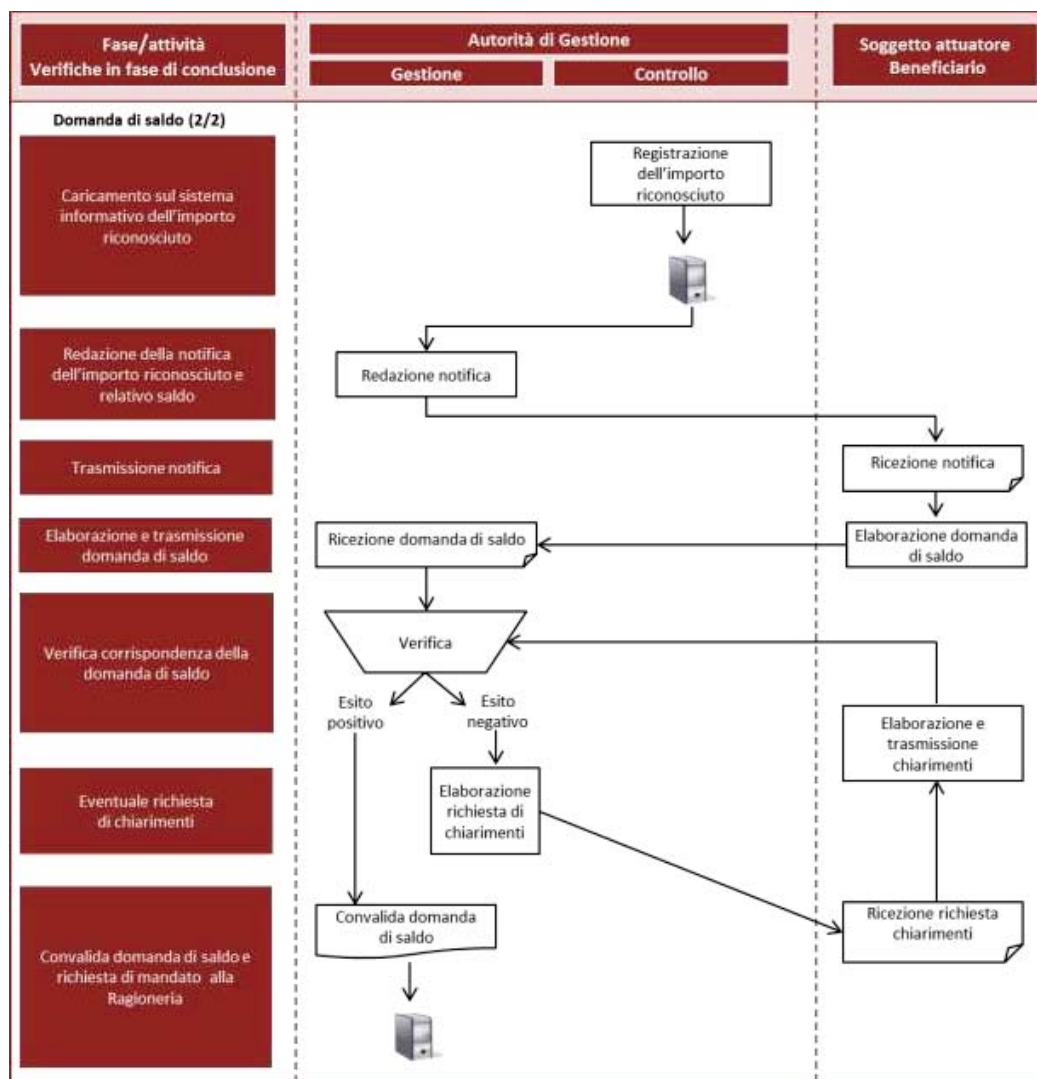 Fase/attività
Verifiche in fase di conclusione
Autorità di Gestione
Gestione
Controllo
Soggetto attuatore
Beneficiario
Domanda di saldo (2/2)
Caricamento sul sistema
informativo dell'importo
riconosciuto
Registrazione
dell'importo
riconosciuto
Redazione della notifica
dell'importo riconosciuto e
relativo saldo
Redazione notifica
Trasmissione notifica
Ricezione notifica
Elaborazione e trasmissione
domanda di saldo
Ricezione domanda di saldo
Elaborazione domanda
di saldo
Verifica corrispondenza della
domanda di saldo
Verifica
Esito
positivo
Esito
negativo
Elaborazione e
trasmissione
chiarimenti
Eventuale richiesta
di chiarimenti
Elaborazione
richiesta di
chiarimenti
Convalida domanda di saldo e
richiesta di mandato alla
Ragioneria
Convalida domanda
di saldo
Ricezione richiesta
chiarimenti